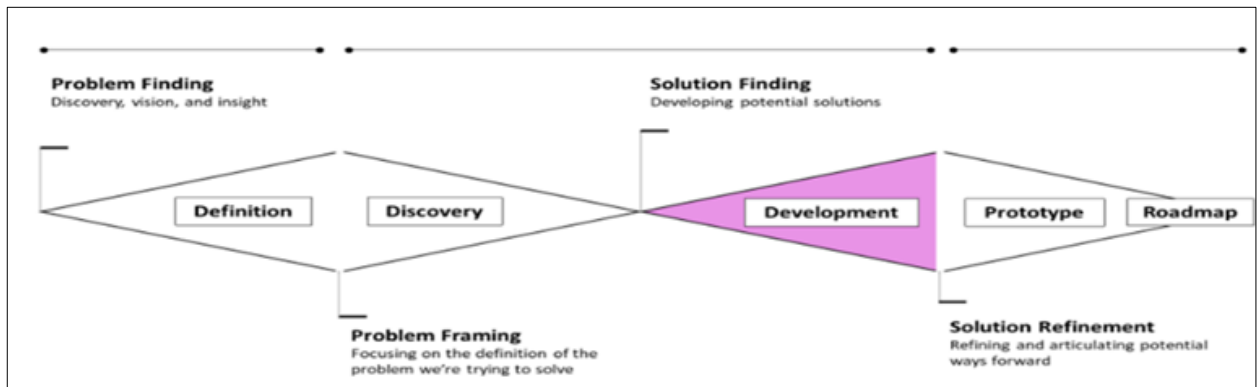 Problem Finding
Discovery, vision, and insight
Solution Finding
Developing potential solutions
Definition
Discovery
Development
Prototype
Roadmap
Problem Framing
Focusing on the definition of the
problem we're trying to solve
Solution Refinement
Refining and articulating potential
ways forward